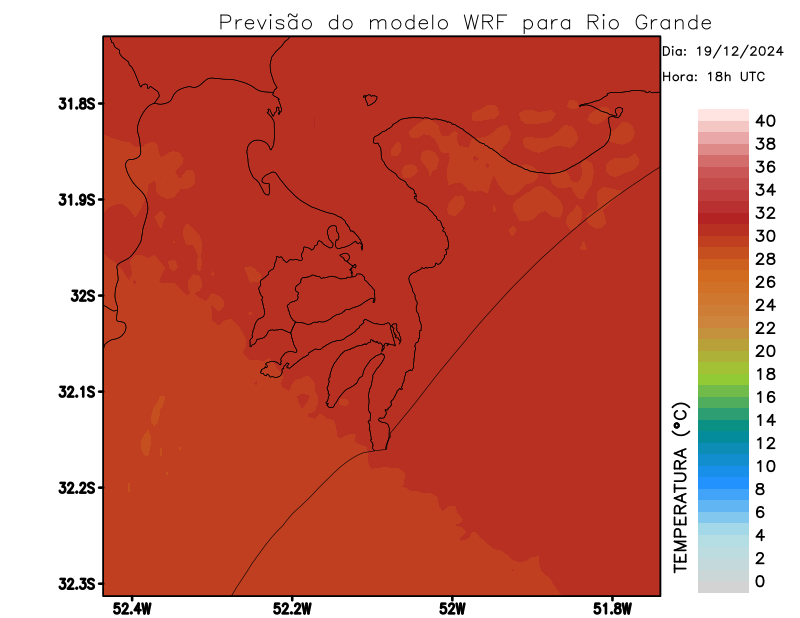 Previsão do modelo WRF para Rio Grande
Dia: 19/12/2024
Hora: 18h UTC
31.8S
31.9S
32S
32.1S
32.2S
32.3S
52.4W
52.2W
52W
51.8W
TEMPERATURA (°C)
40
38
36
34
32
30
28
26
24
22
20
18
16
14
12
10
8
6
4
2
0